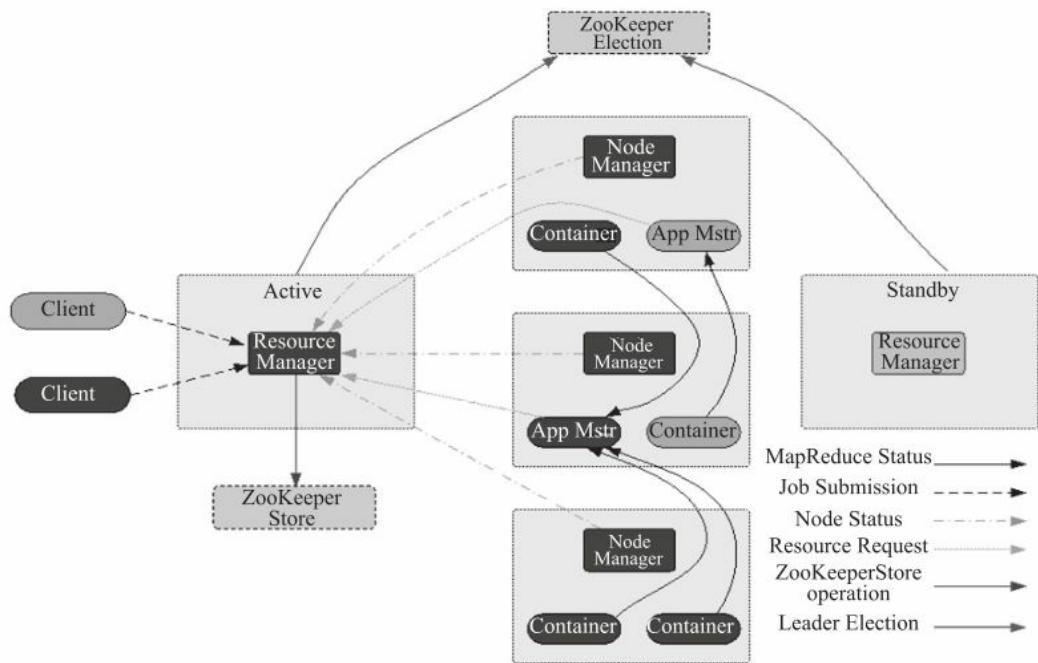 ZooKeeper
Election
Node
Manager
Container
App Mstr
Active
Standby
Client
Resource
Manager
Node
Manager
Resource
Manager
Client
App Mstr
Container
MapReduce Status
Job Submission
ZooKeeper
Store
Node Status
Node
Manager
Resource Request
ZooKeeperStore
operation
Container
Container
Leader Election